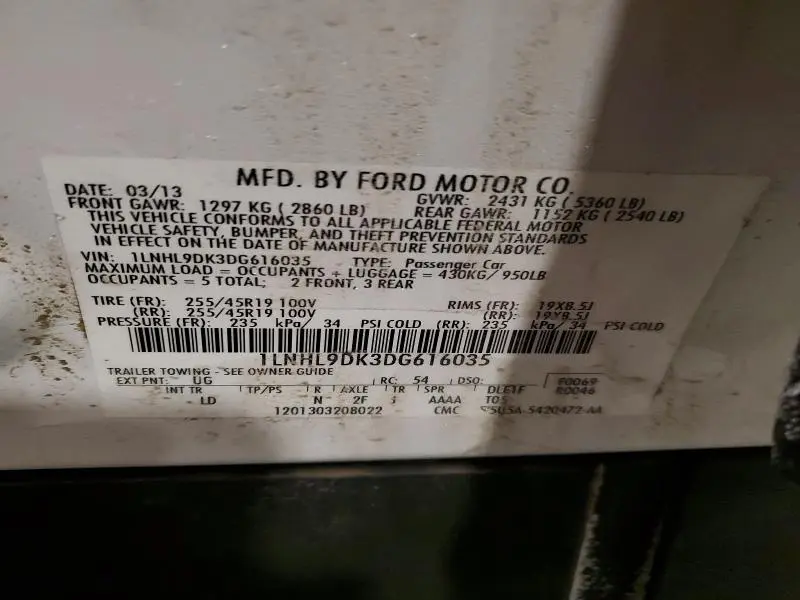 MFD. BY FORD MOTOR CO.
DATE: 03/13 GVWR: 2431 KG ( 5360 LB)
FRONT GAWR: 1297 KG ( 2860 LB) REAR GAWR: 1152 KG ( 2540 LB)
THIS VEHICLE CONFORMS TO ALL APPLICABLE FEDERAL MOTOR
VEHICLE SAFETY, BUMPER, AND THEFT PREVENTION STANDARDS
IN EFFECT ON THE DATE OF MANUFACTURE SHOWN ABOVE.
VIN: 1LNHL9DK3DG616035 TYPE: Passenger Car
MAXIMUM LOAD = OCCUPANTS + LUGGAGE = 430KG/ 950LB
OCCUPANTS = 5 TOTAL; 2 FRONT, 3 REAR
TIRE (FR): 255/45R19 100V RIMS (FR): 19X8.5J
(RR): 255/45R19 100V (RR): 19X8.5J
PRESSURE (FR): 235 kPa/ 34 PSI COLD (RR): 235 kPa/ 34 PSI COLD
1LNHL9DK3DG616035
TRAILER TOWING - SEE OWNER GUIDE
EXT PNT: UG RC: 54 DSO: F0069
INT TR TP/PS R AXLE TR SPR R0046
LD N 2F AAAA
1201303208022 CMC